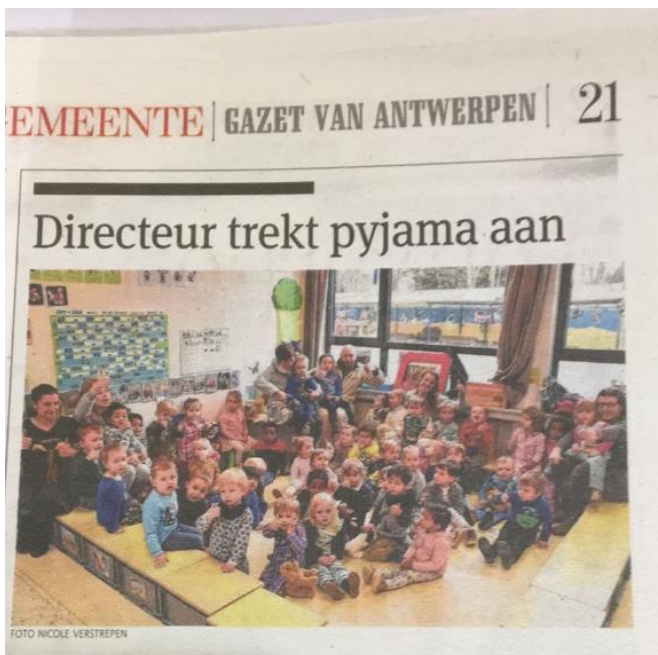 EMEENTE | GAZET VAN ANTWERPEN | 21
Directeur trekt pyjama aan
FOTO NICOLE VERSTREPEN